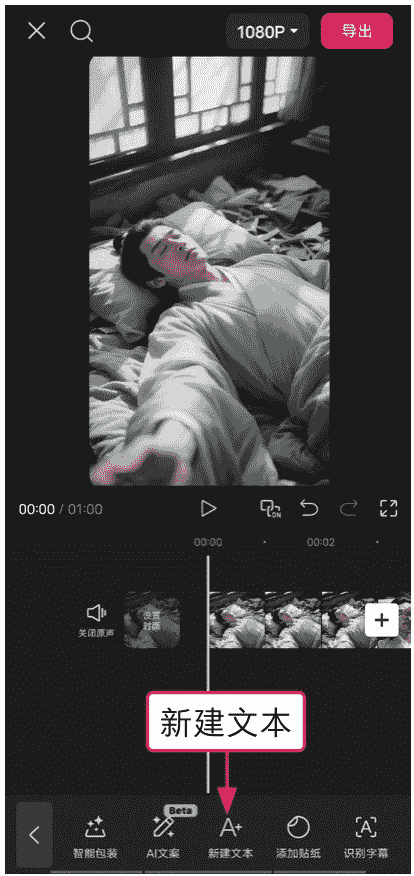 1080P
导出
00:00 / 01:00
ON
00:00
00:02
关闭原声
设置
封面
新建文本
Beta
智能包装
AI文案
新建文本
添加贴纸
识别字幕